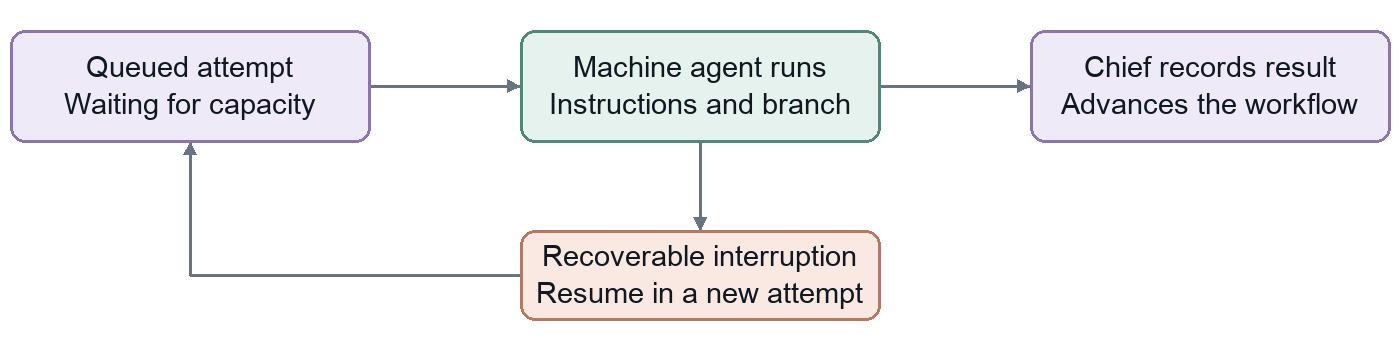 Queued attempt
Waiting for capacity
Machine agent runs
Instructions and branch
Chief records result
Advances the workflow
Recoverable interruption
Resume in a new attempt